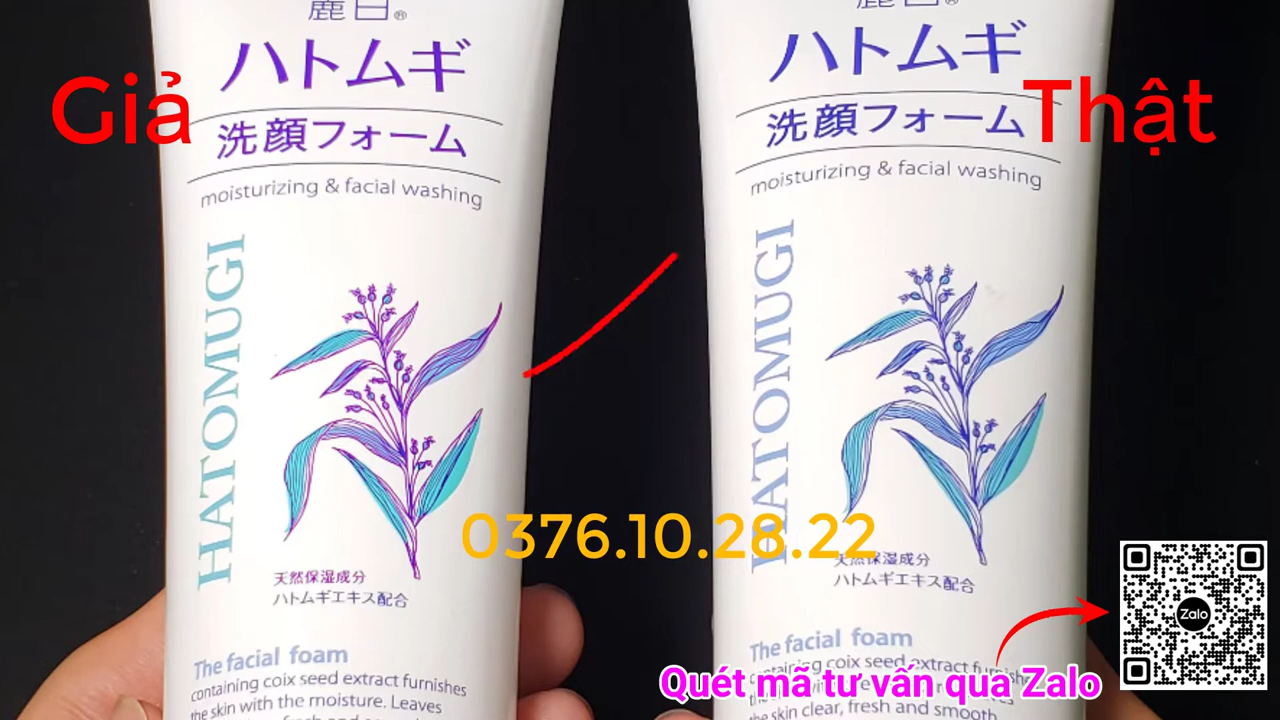 Giả
Thật
麗白®
ハトムギ
洗顔フォーム
moisturizing & facial washing
HATOMUGI
天然保湿成分
ハトムギエキス配合
The facial foam
containing coix seed extract furnishes
the skin with the moisture. Leaves
麗白®
ハトムギ
洗顔フォーム
moisturizing & facial washing
HATOMUGI
天然保湿成分
ハトムギエキス配合
The facial foam
containing coix seed extract furnishes
the skin clear, fresh and smooth
0376.10.28.22
Zalo
Quét mã tư vấn qua Zalo